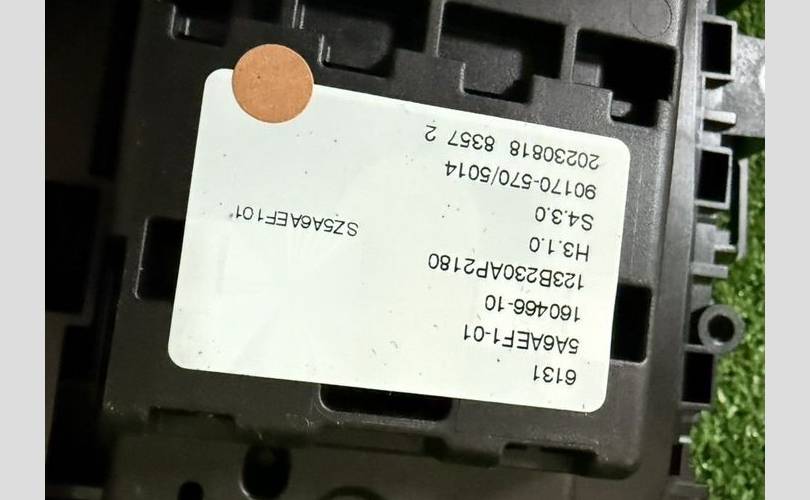 6131
5A6AEF1-01
160466-10
123B230AP2180
H3.1.0
S4.3.0
SZ5A6AEF101
90170-570/5014
20230818 8357 2